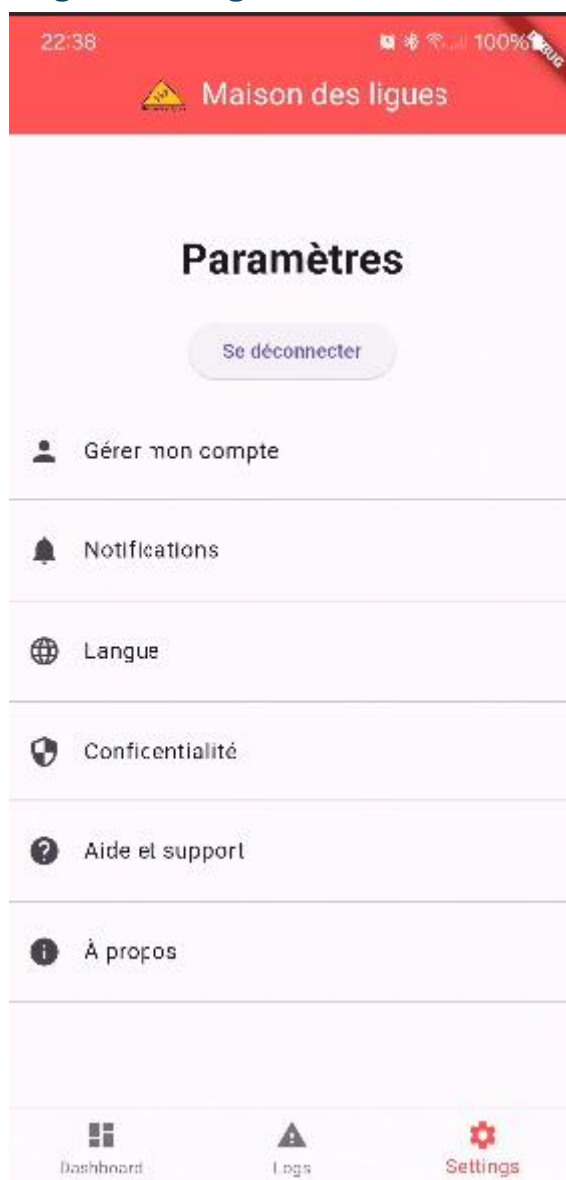 22:38 100%
DEBUG
Maison des ligues
Paramètres
Se déconnecter
Gérer mon compte
Notifications
Langue
Confidentialité
Aide et support
À propos
Dashboard Logs Settings